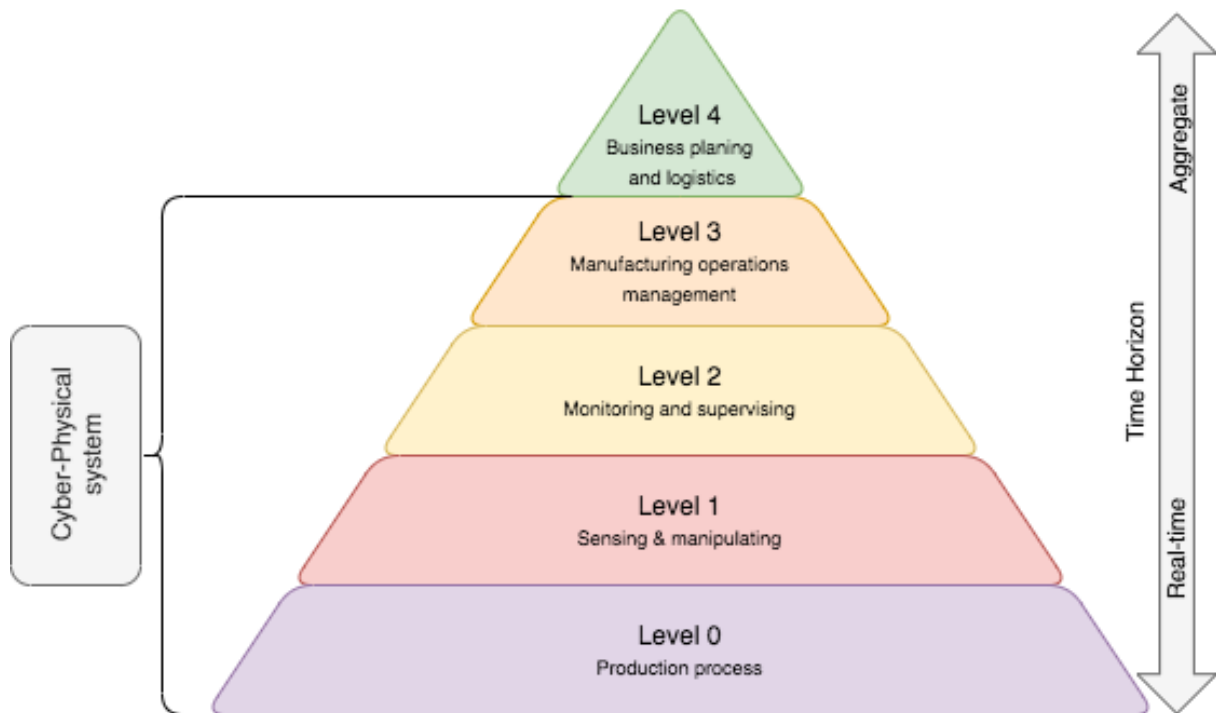 Level 4
Business planing
and logistics
Level 3
Manufacturing operations
management
Level 2
Monitoring and supervising
Level 1
Sensing & manipulating
Level 0
Production process
Cyber-Physical
system
Time Horizon
Aggregate
Real-time